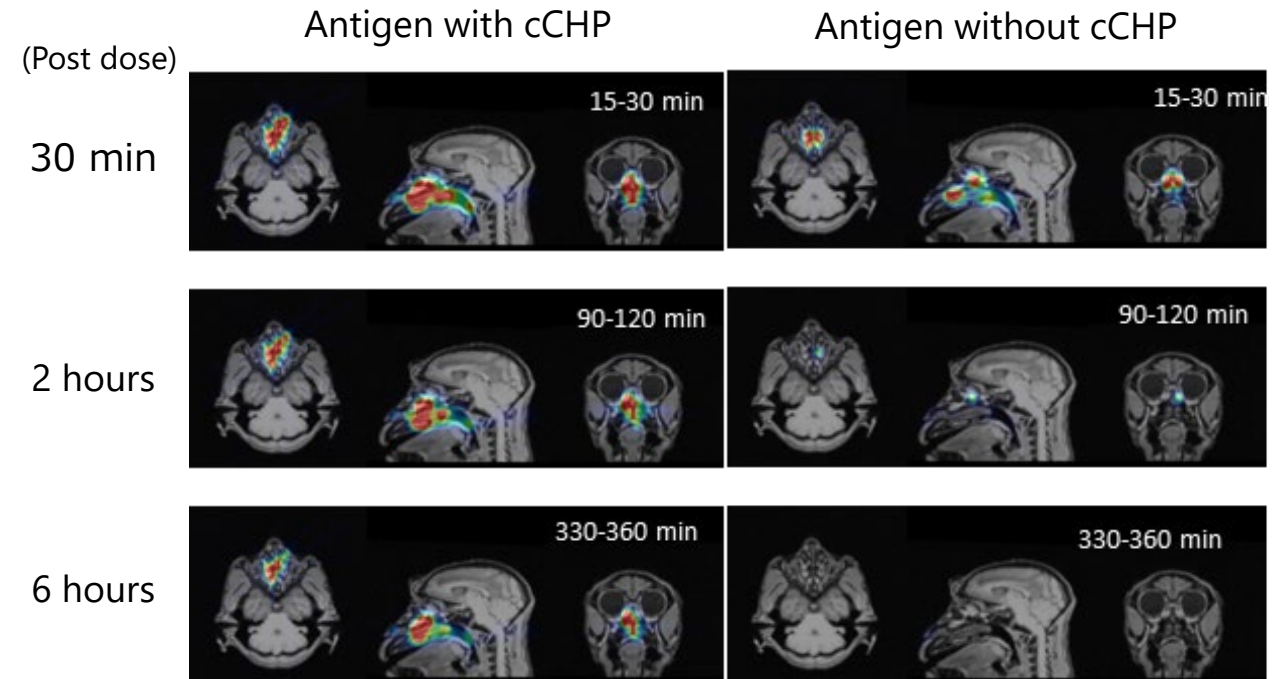 Antigen with cCHP
Antigen without cCHP
(Post dose)
30 min
15-30 min
15-30 min
2 hours
90-120 min
90-120 min
6 hours
330-360 min
330-360 min